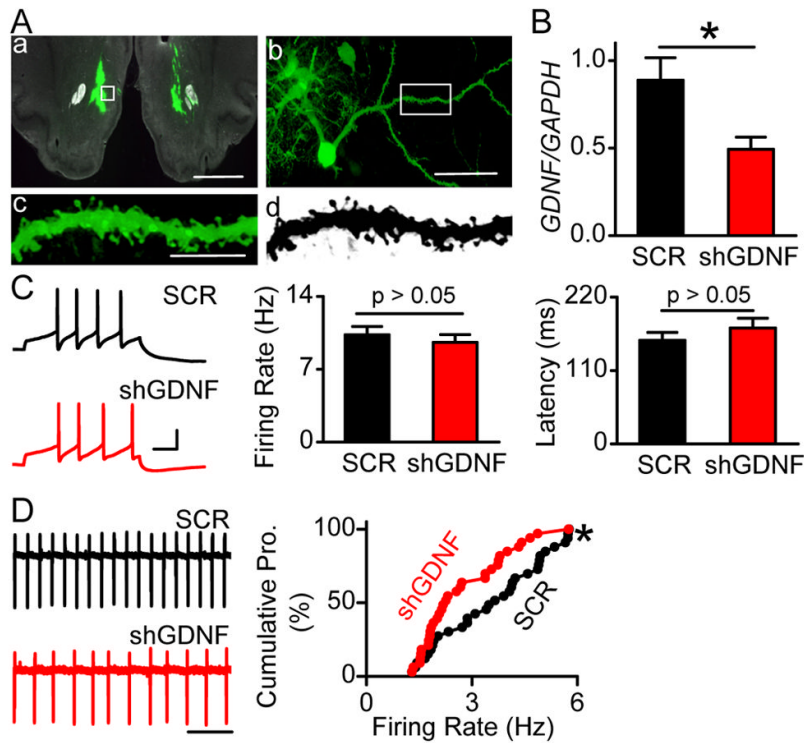 A
a
b
c
d
B
*
GDNF/GAPDH
1.0
0.5
0.0
SCR
shGDNF
C
SCR
shGDNF
Firing Rate (Hz)
14
7
0
p > 0.05
SCR
shGDNF
Latency (ms)
220
110
0
p > 0.05
SCR
shGDNF
D
SCR
shGDNF
Cumulative Pro.
(%)
100
50
0
shGDNF
SCR
*
0
3
6
Firing Rate (Hz)